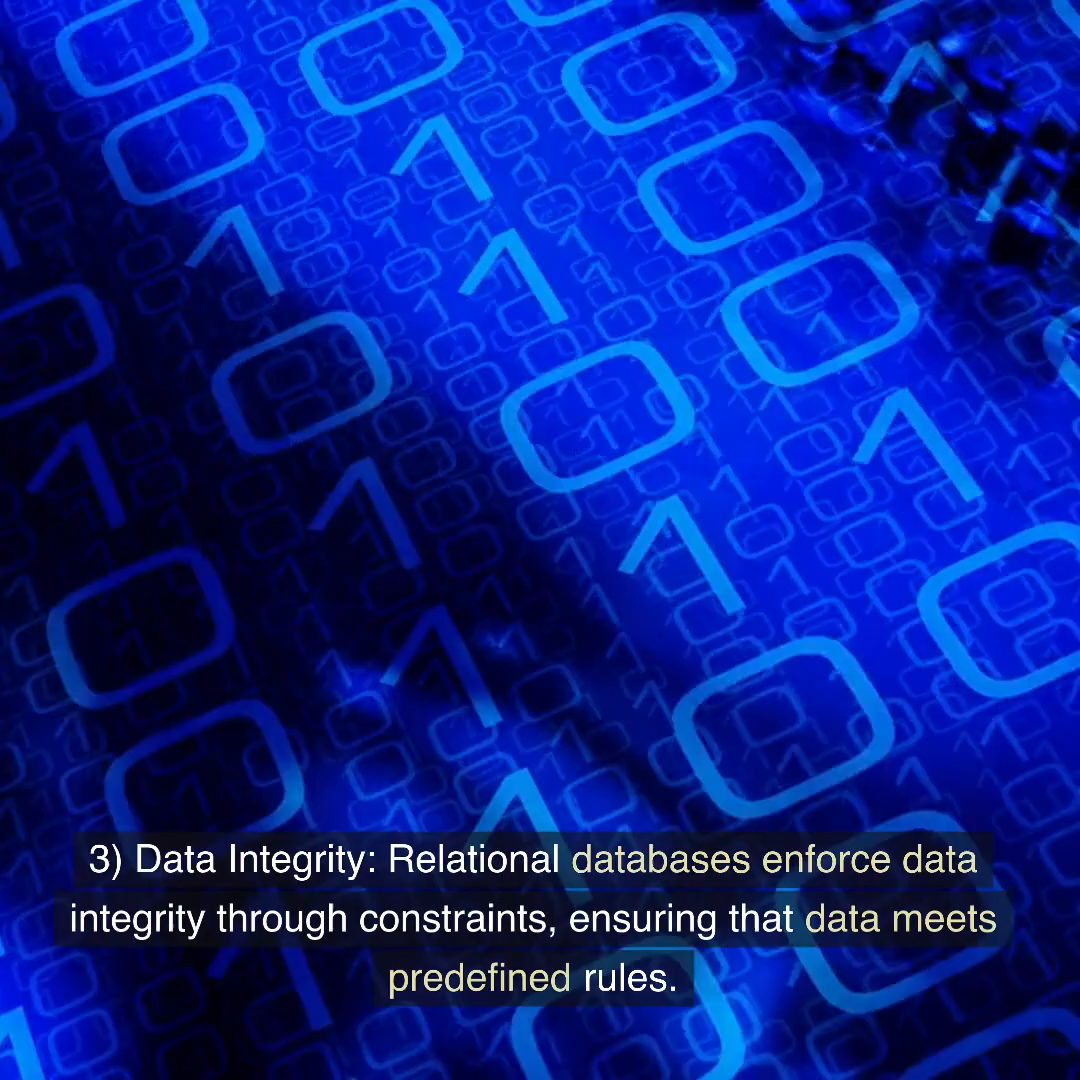 3) Data Integrity: Relational databases enforce data
integrity through constraints, ensuring that data meets
predefined rules.